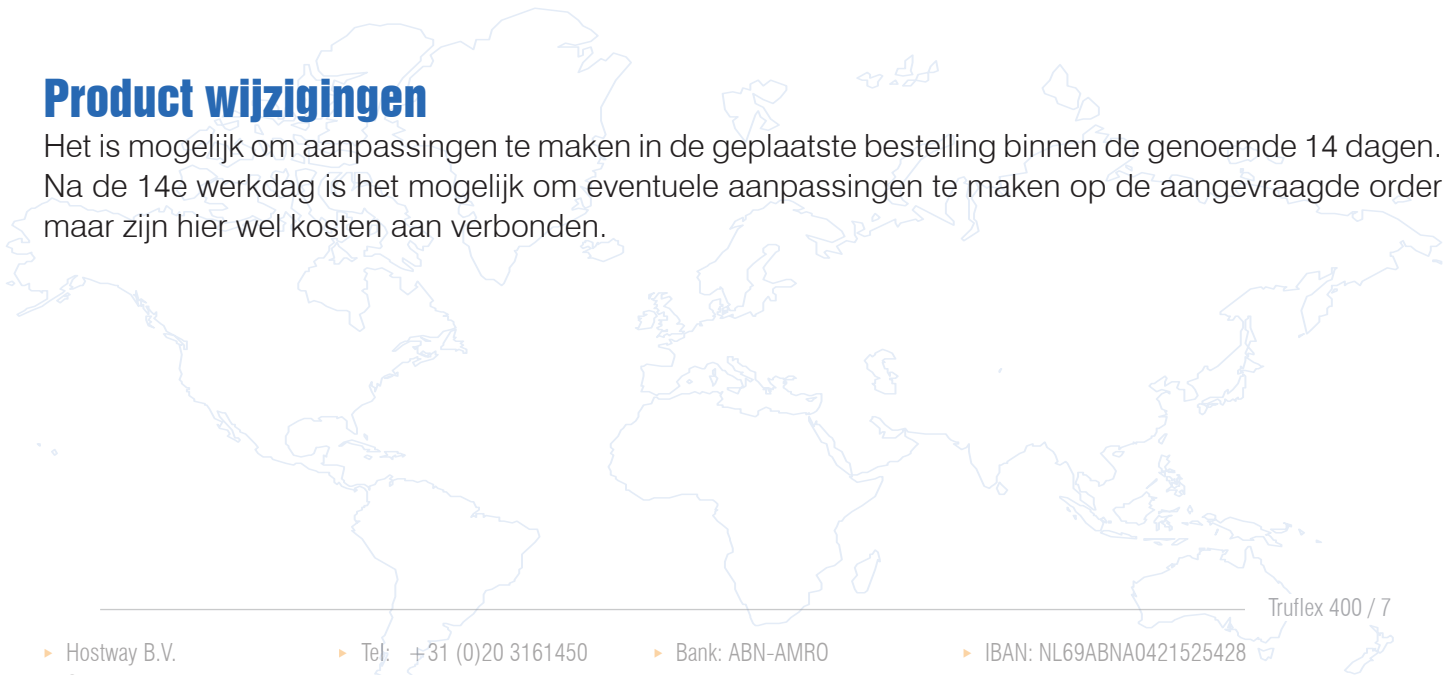 Product wijzigingen
Het is mogelijk om aanpassingen te maken in de geplaatste bestelling binnen de genoemde 14 dagen.
Na de 14e werkdag is het mogelijk om eventuele aanpassingen te maken op de aangevraagde order
maar zijn hier wel kosten aan verbonden.
Truflex 400 / 7
▸ Hostway B.V. ▸ Tel: +31 (0)20 3161450 ▸ Bank: ABN-AMRO ▸ IBAN: NL69ABNA0421525428